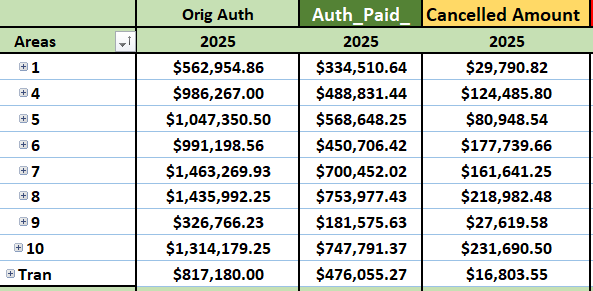 Orig Auth Auth_Paid_ Cancelled Amount
Areas 2025 2025 2025
1 $562,954.86 $334,510.64 $29,790.82
4 $986,267.00 $488,831.44 $124,485.80
5 $1,047,350.50 $568,648.25 $80,948.54
6 $991,198.56 $450,706.42 $177,739.66
7 $1,463,269.93 $700,452.02 $161,641.25
8 $1,435,992.25 $753,977.43 $218,982.48
9 $326,766.23 $181,575.63 $27,619.58
10 $1,314,179.25 $747,791.37 $231,690.50
Tran $817,180.00 $476,055.27 $16,803.55